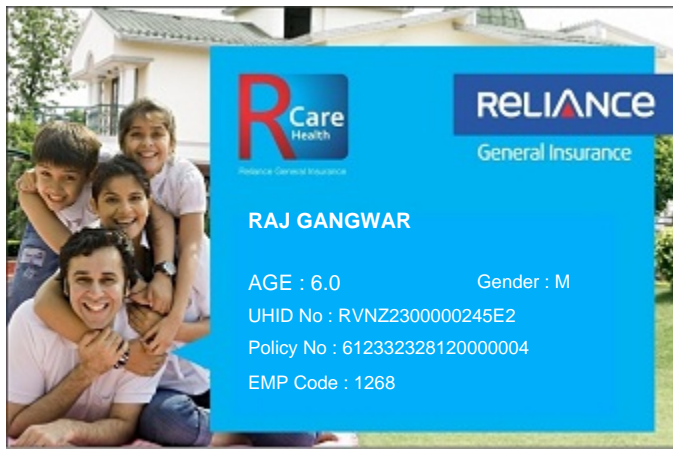 R Care
Health
Reliance General Insurance
RELIANCE
General Insurance
RAJ GANGWAR
AGE : 6.0 Gender : M
UHID No : RVNZ2300000245E2
Policy No : 612332328120000004
EMP Code : 1268